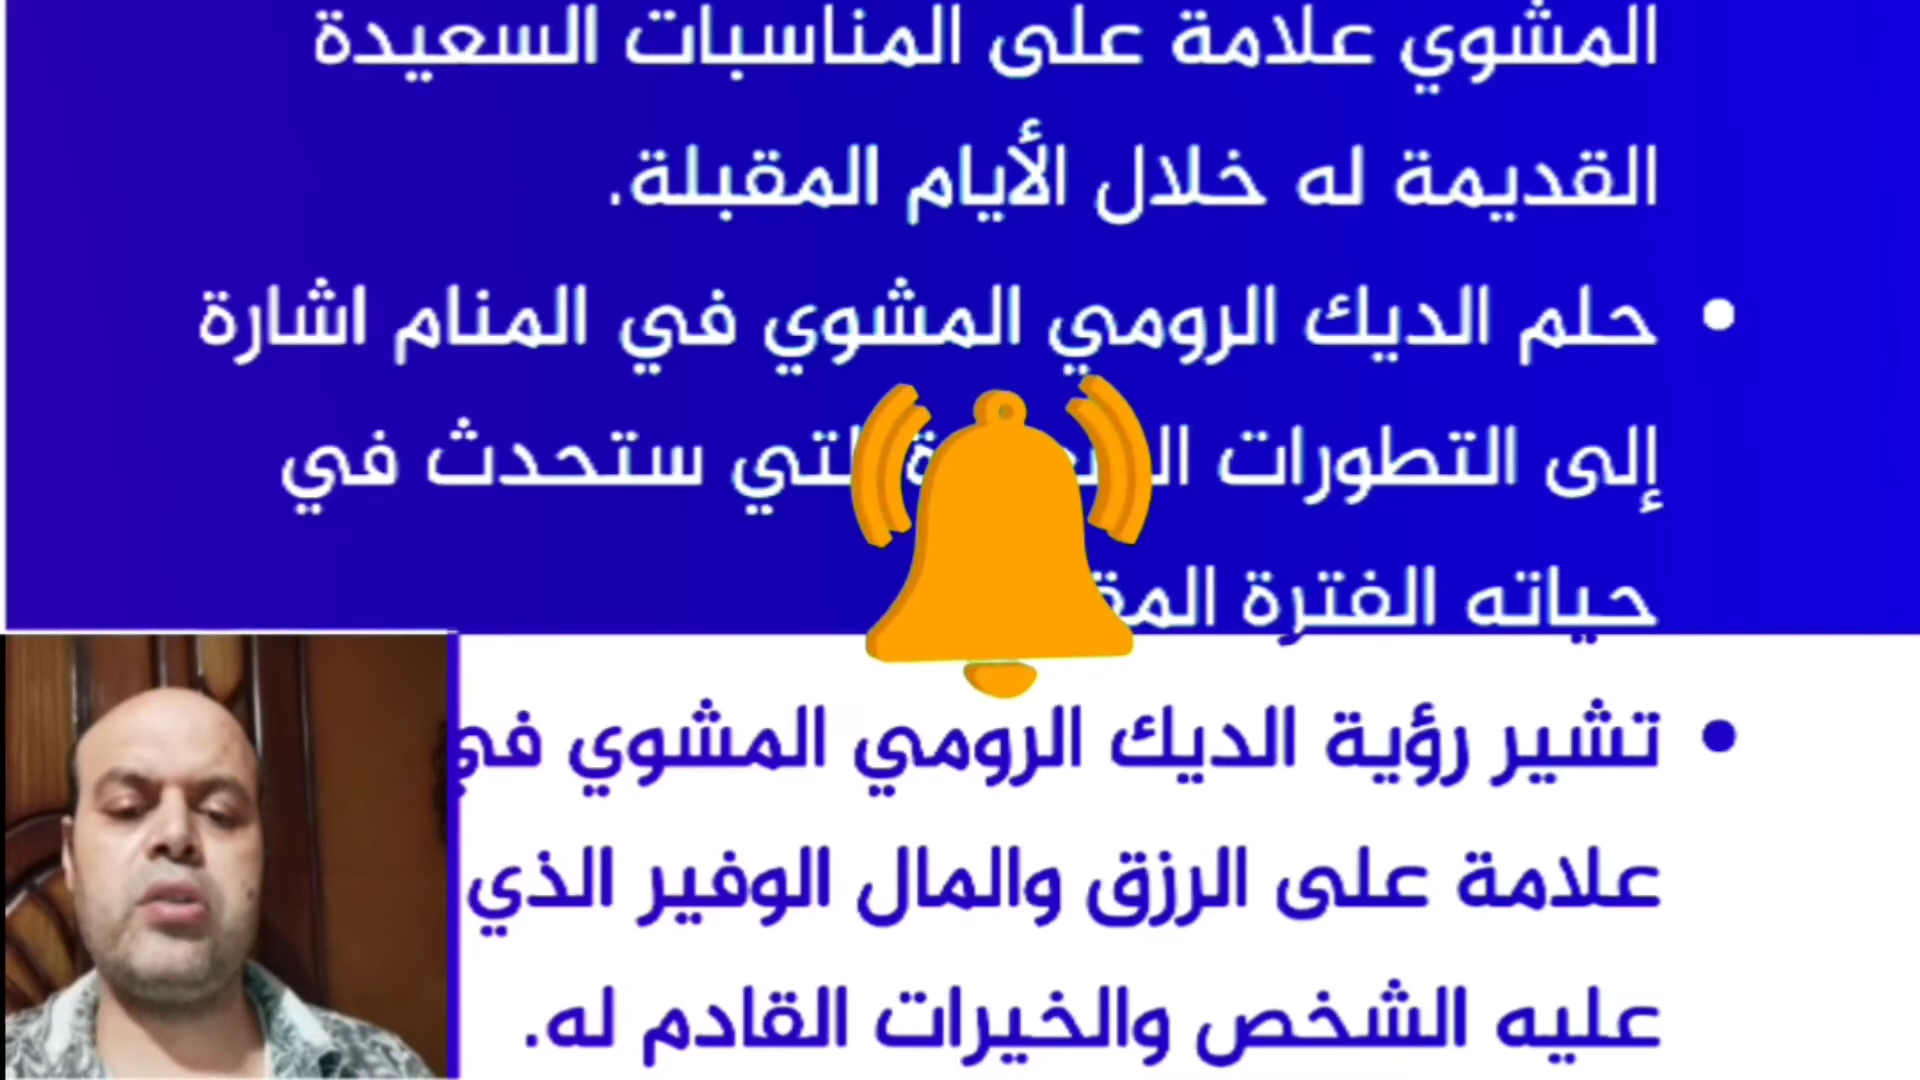 المشوي علامة على المناسبات السعيدة
القديمة له خلال الأيام المقبلة.
حلم الديك الرومي المشوي في المنام اشارة
إلى التطورات ستحدث في
حياته الفترة
تشير رؤية الديك الرومي المشوي في
علامة على الرزق والمال الوفير الذي
عليه الشخص والخيرات القادم له.